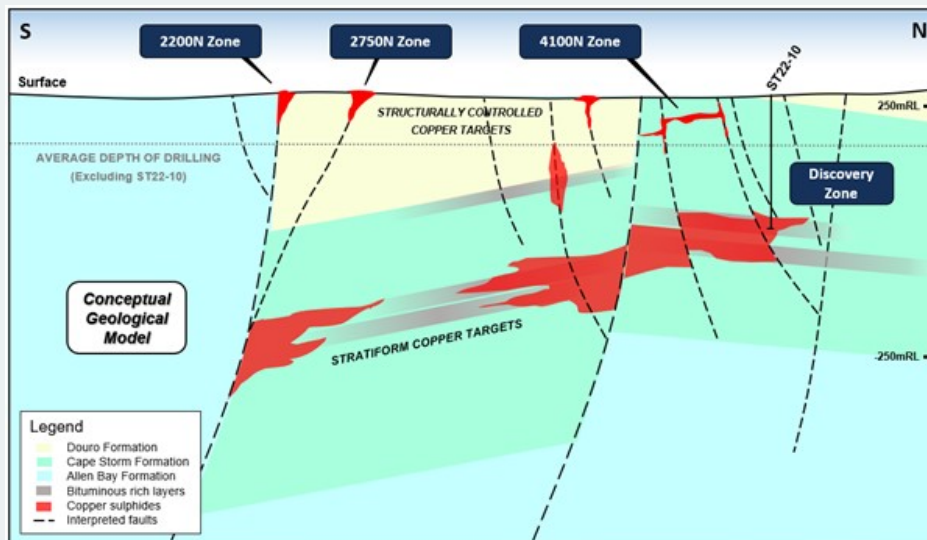 S
N
2200N Zone
2750N Zone
4100N Zone
ST22-10
Surface
250mRL
STRUCTURALLY CONTROLLED
COPPER TARGETS
AVERAGE DEPTH OF DRILLING
(Excluding ST22-10)
Discovery
Zone
Conceptual
Geological
Model
STRATIFORM COPPER TARGETS
-250mRL
Legend
Douro Formation
Cape Storm Formation
Allen Bay Formation
Bituminous rich layers
Copper sulphides
Interpreted faults